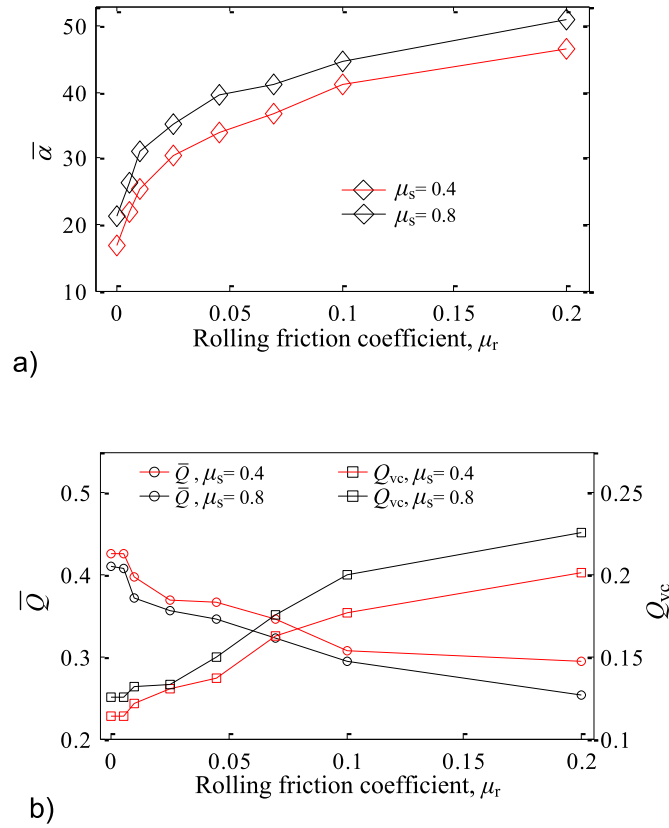 50
40
30
20
10
ᾱ
μs= 0.4
μs= 0.8
0 0.05 0.1 0.15 0.2
Rolling friction coefficient, μr
a)
Q̄ , μs= 0.4 Qvc, μs= 0.4
Q̄ , μs= 0.8 Qvc, μs= 0.8
0.5 0.25
0.4 0.2
0.3 0.15
0.2 0.1
Q̄ Qvc
0 0.05 0.1 0.15 0.2
Rolling friction coefficient, μr
b)